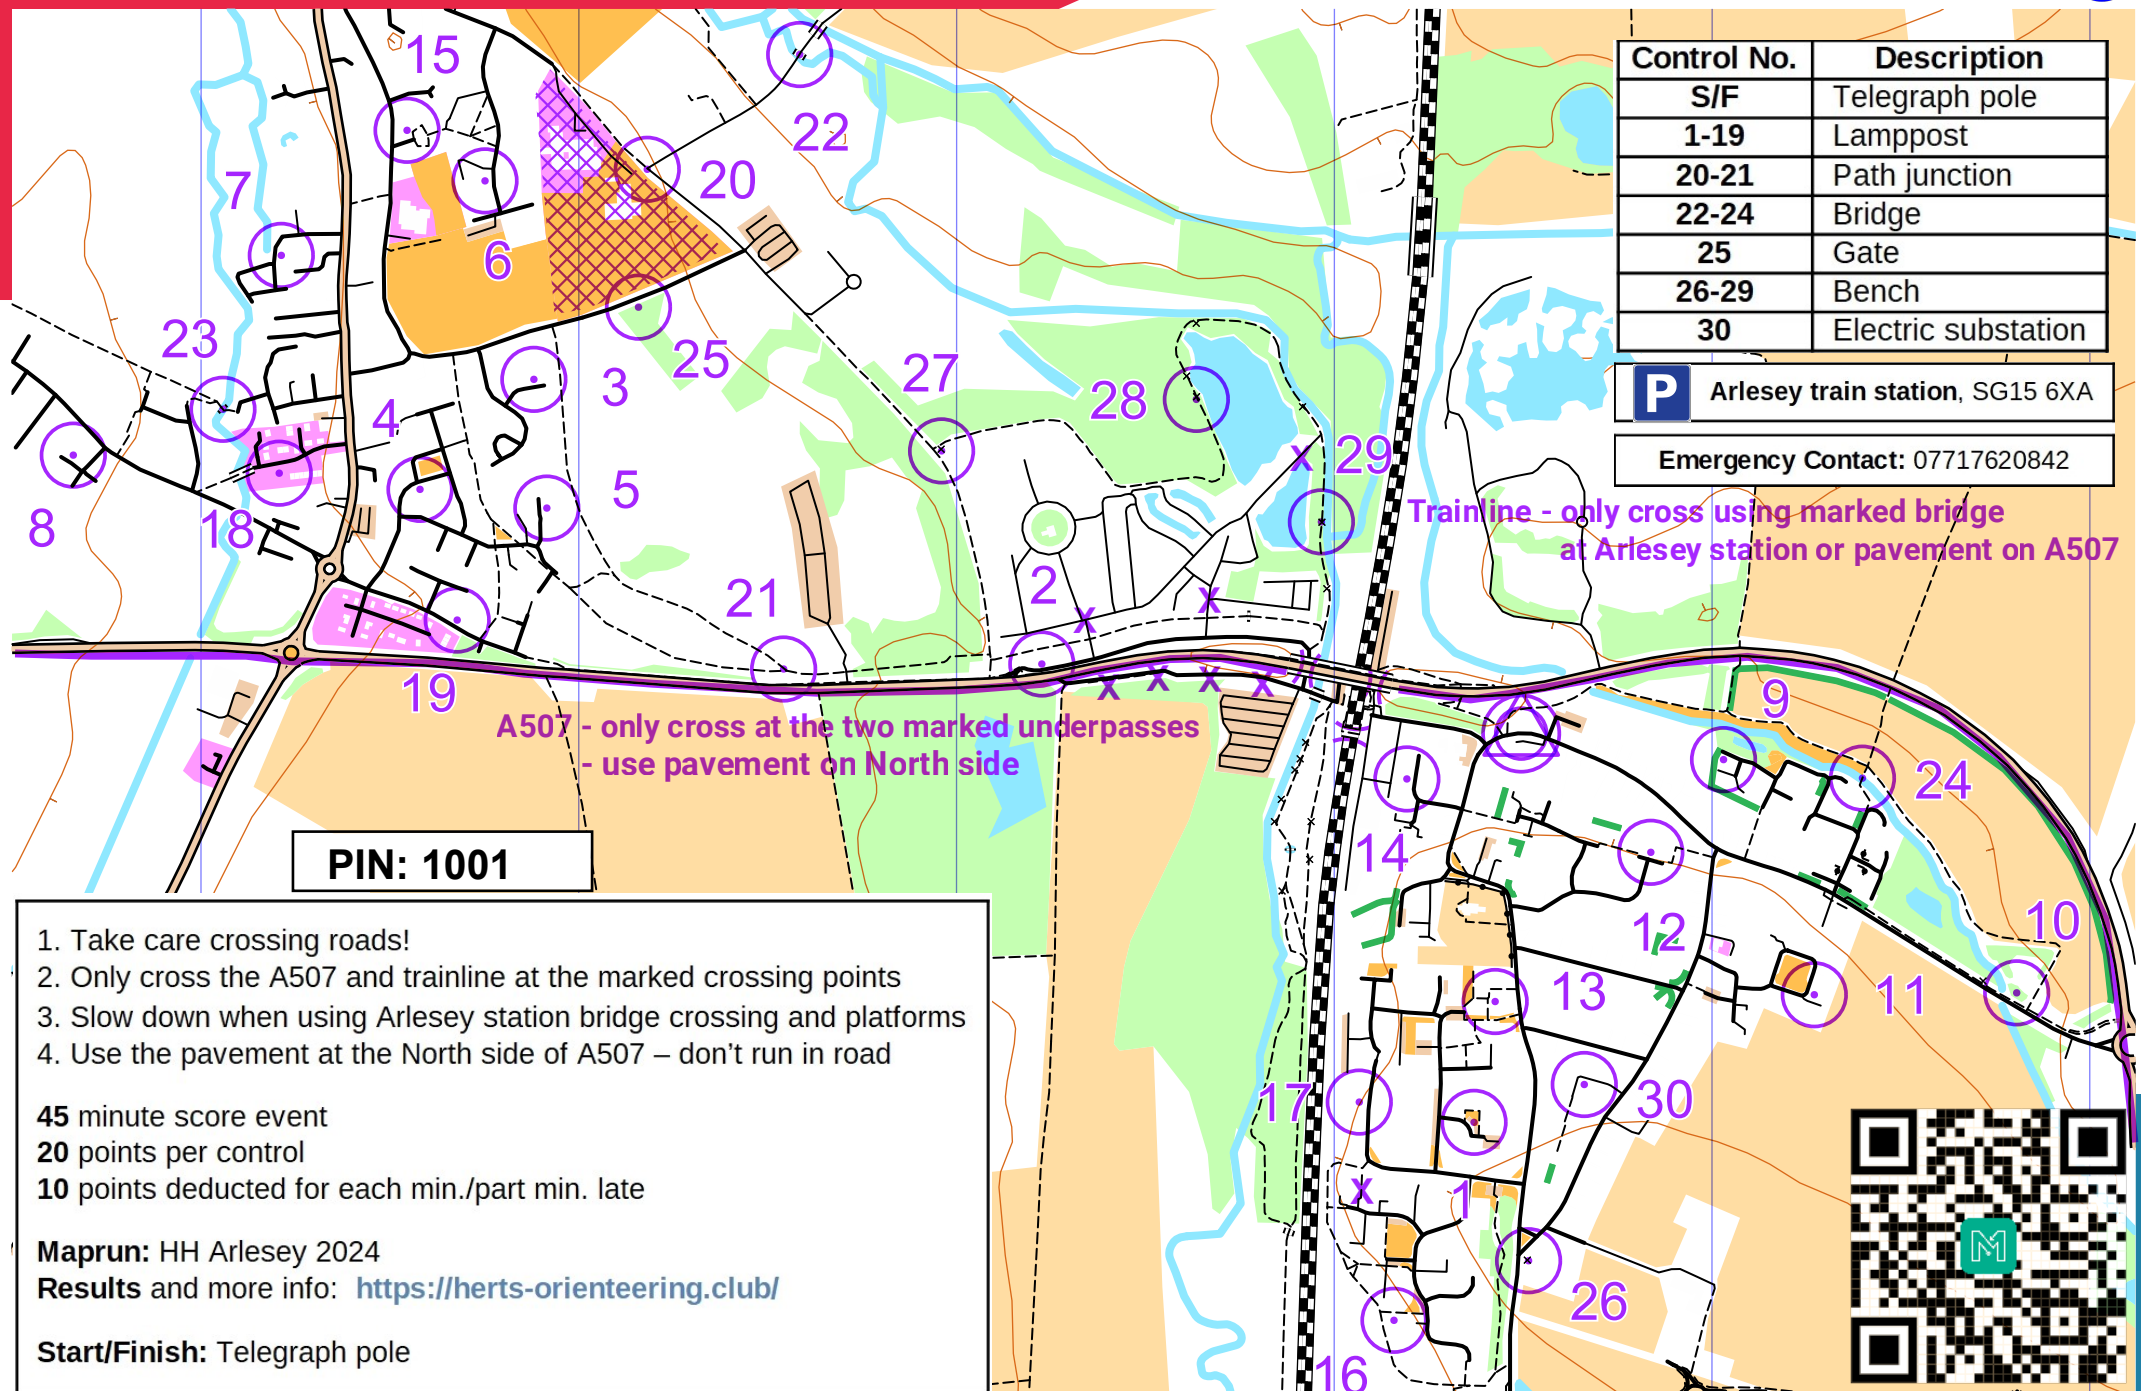 15
22
20
7
6
23
25
3
27
28
4
29
5
8
18
21
2
19
9
24
14
12
10
13
11
17
30
1
26
16
Control No. Description
S/F Telegraph pole
1-19 Lamppost
20-21 Path junction
22-24 Bridge
25 Gate
26-29 Bench
30 Electric substation
P Arlesey train station, SG15 6XA
Emergency Contact: 07717620842
Trainline - only cross using marked bridge
at Arlesey station or pavement on A507
A507 - only cross at the two marked underpasses
- use pavement on North side
PIN: 1001
1. Take care crossing roads!
2. Only cross the A507 and trainline at the marked crossing points
3. Slow down when using Arlesey station bridge crossing and platforms
4. Use the pavement at the North side of A507 – don't run in road
45 minute score event
20 points per control
10 points deducted for each min./part min. late
Maprun: HH Arlesey 2024
Results and more info: https://herts-orienteering.club/
Start/Finish: Telegraph pole
M